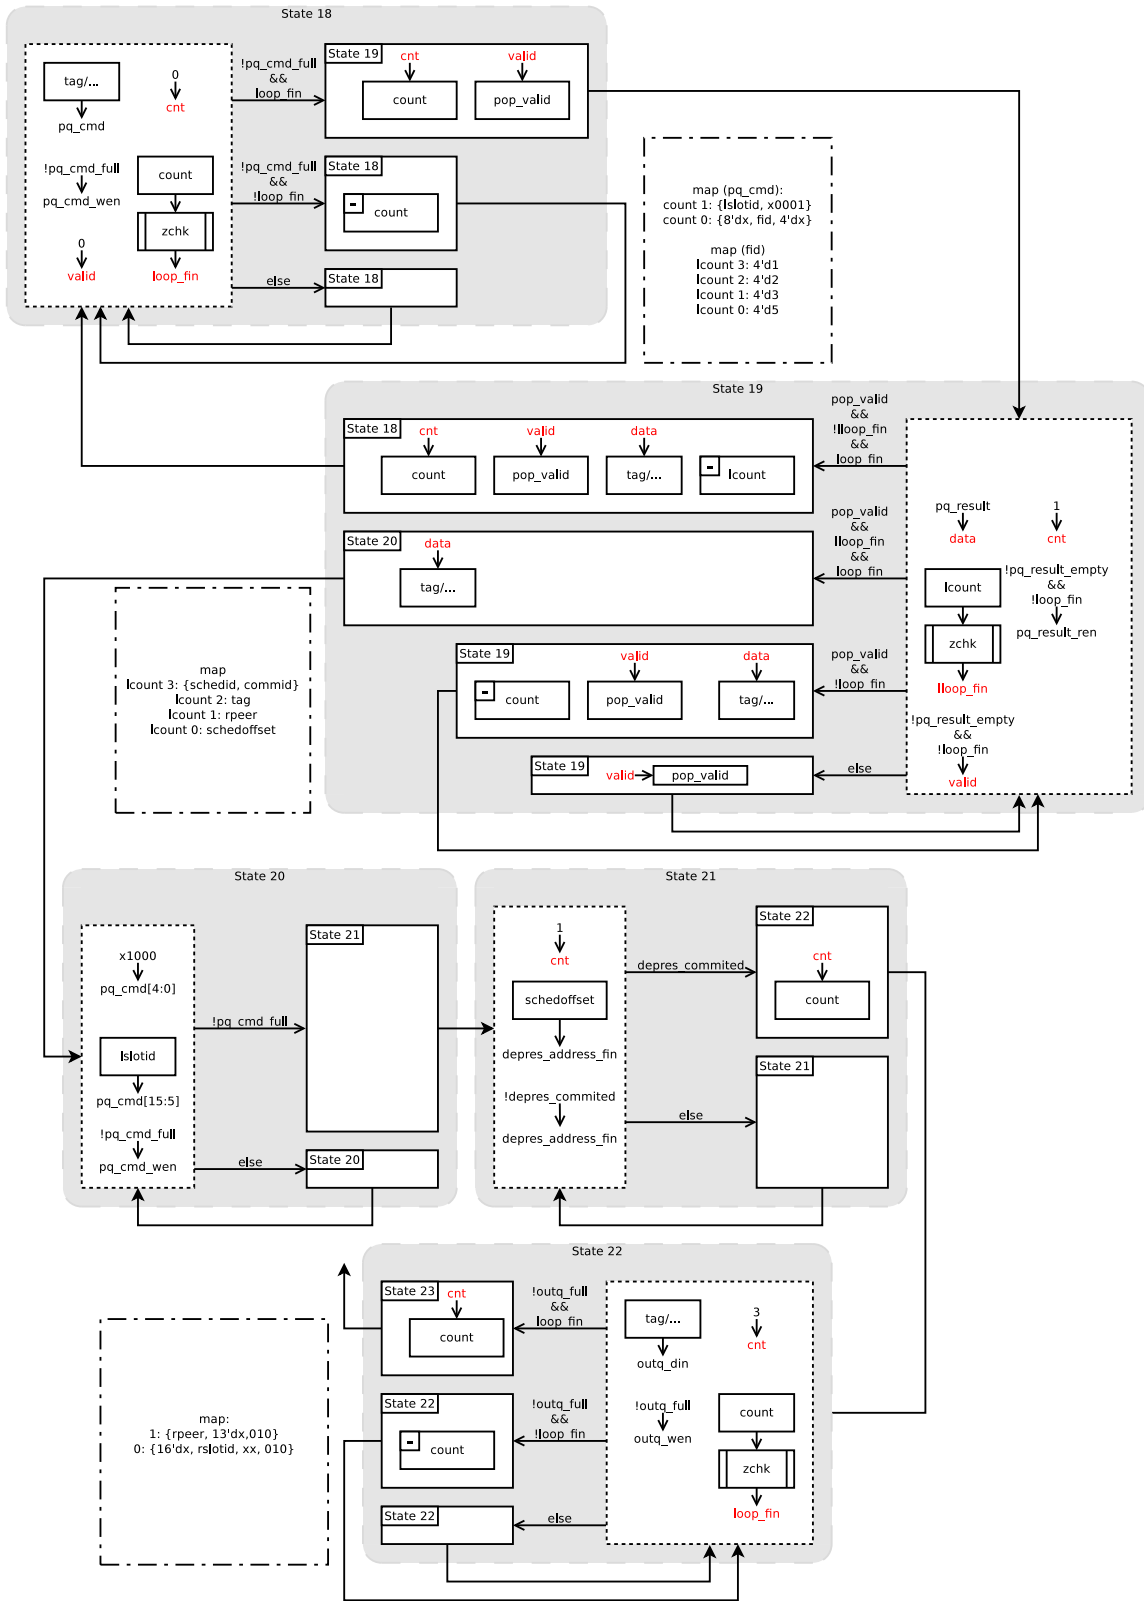 State 18
tag/...
pq_cmd
0
cnt
!pq_cmd_full
pq_cmd_wen
count
zchk
loop_fin
0
valid
!pq_cmd_full
&&
loop_fin
State 19
cnt
count
valid
pop_valid
!pq_cmd_full
&&
!loop_fin
State 18
-
count
else
State 18
map (pq_cmd):
count 1: {lslotid, x0001}
count 0: {8'dx, fid, 4'dx}
map (fid)
lcount 3: 4'd1
lcount 2: 4'd2
lcount 1: 4'd3
lcount 0: 4'd5
State 19
State 18
cnt
count
valid
pop_valid
data
tag/...
-
lcount
pop_valid
&&
!lloop_fin
&&
loop_fin
State 20
data
tag/...
pop_valid
&&
lloop_fin
&&
loop_fin
State 19
-
count
valid
pop_valid
data
tag/...
pop_valid
&&
!loop_fin
State 19
valid
pop_valid
else
pq_result
data
1
cnt
lcount
zchk
lloop_fin
!pq_result_empty
&&
!loop_fin
pq_result_ren
!pq_result_empty
&&
!loop_fin
valid
map
lcount 3: {schedid, commid}
lcount 2: tag
lcount 1: rpeer
lcount 0: schedoffset
State 20
x1000
pq_cmd[4:0]
lslotid
pq_cmd[15:5]
!pq_cmd_full
pq_cmd_wen
!pq_cmd_full
State 21
else
State 20
State 21
1
cnt
schedoffset
depres_address_fin
!depres_commited
depres_address_fin
depres_commited
State 22
cnt
count
else
State 21
State 22
State 23
cnt
count
!outq_full
&&
loop_fin
State 22
-
count
!outq_full
&&
!loop_fin
State 22
else
tag/...
outq_din
3
cnt
!outq_full
outq_wen
count
zchk
loop_fin
map:
1: {rpeer, 13'dx,010}
0: {16'dx, rslotid, xx, 010}